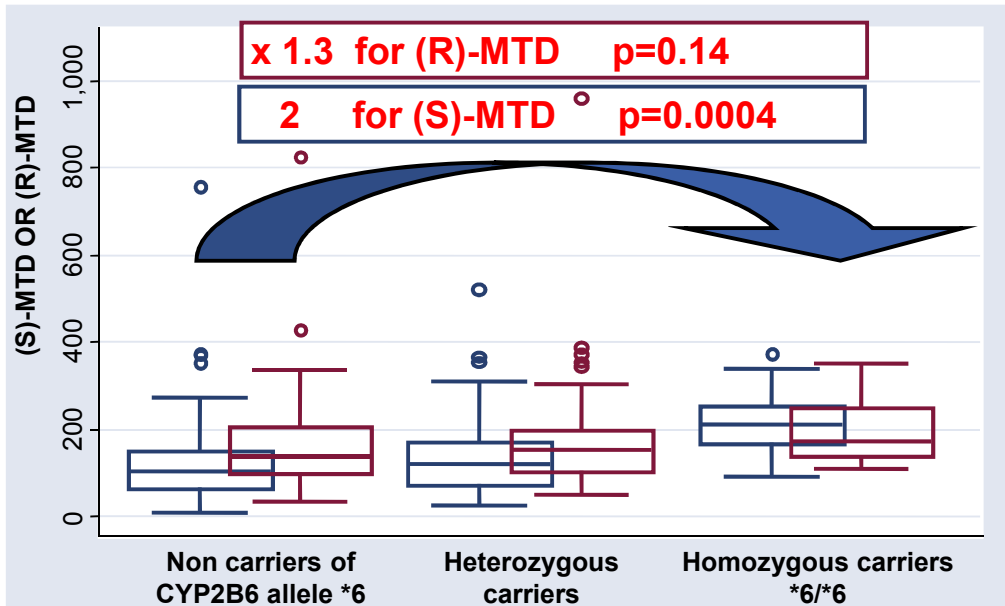 x 1.3 for (R)-MTD p=0.14
2 for (S)-MTD p=0.0004
(S)-MTD OR (R)-MTD
1,000
800
600
400
200
0
Non carriers of
CYP2B6 allele *6
Heterozygous
carriers
Homozygous carriers
*6/*6